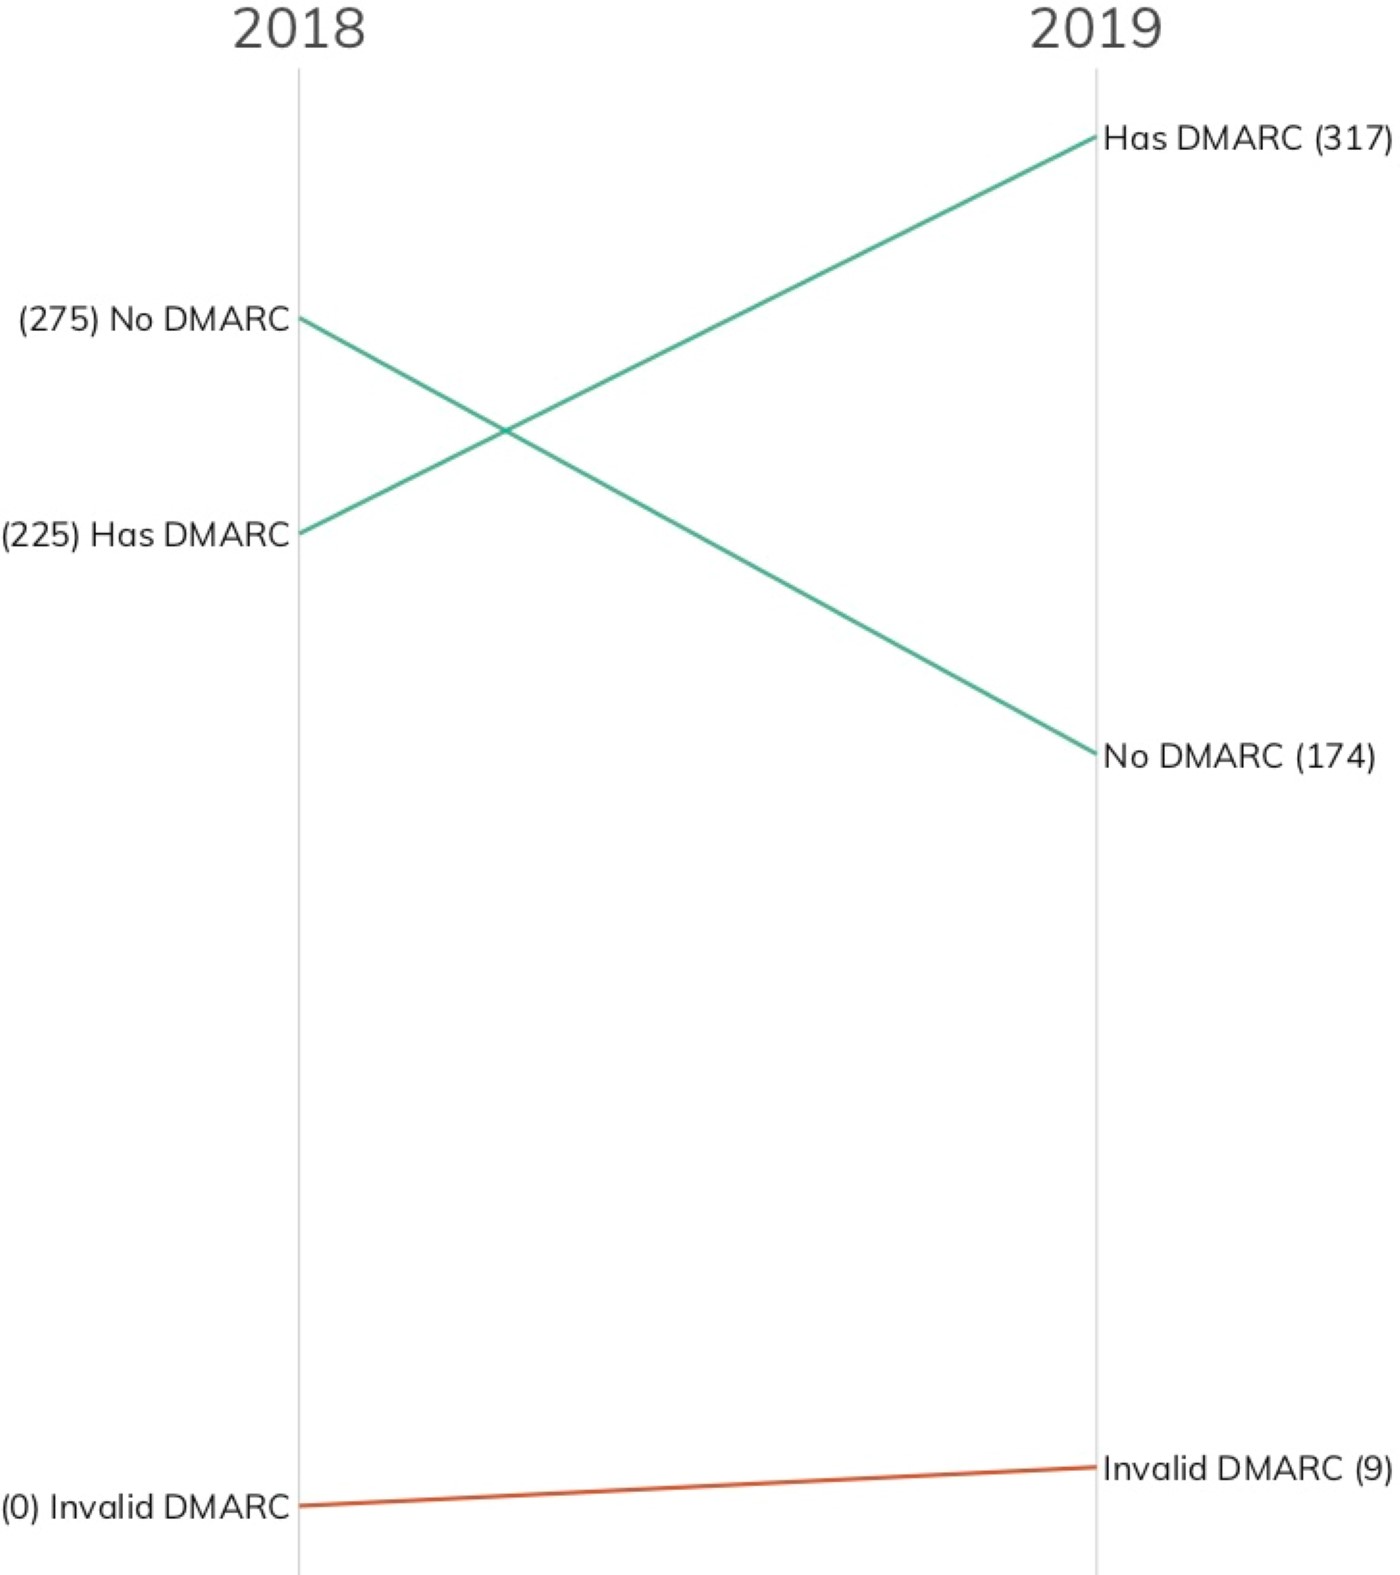 2018
2019
Has DMARC (317)
(275) No DMARC
(225) Has DMARC
No DMARC (174)
Invalid DMARC (9)
(0) Invalid DMARC